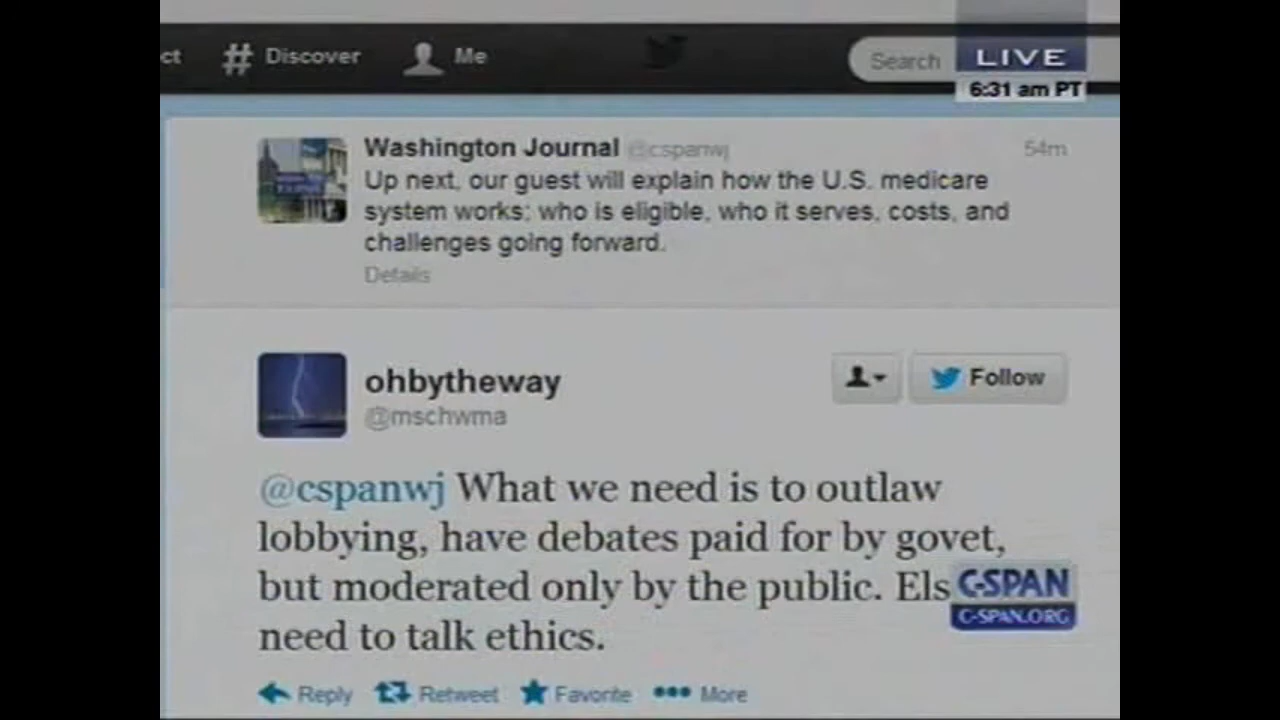 ct # Discover Me Search LIVE
6:31 am PT
Washington Journal @cspanwj 54m
Up next, our guest will explain how the U.S. medicare
system works; who is eligible, who it serves, costs, and
challenges going forward.
Details
ohbytheway Follow
@mschwma
@cspanwj What we need is to outlaw
lobbying, have debates paid for by govet,
but moderated only by the public. Els
need to talk ethics.
C-SPAN
C-SPAN.ORG
Reply Retweet Favorite More